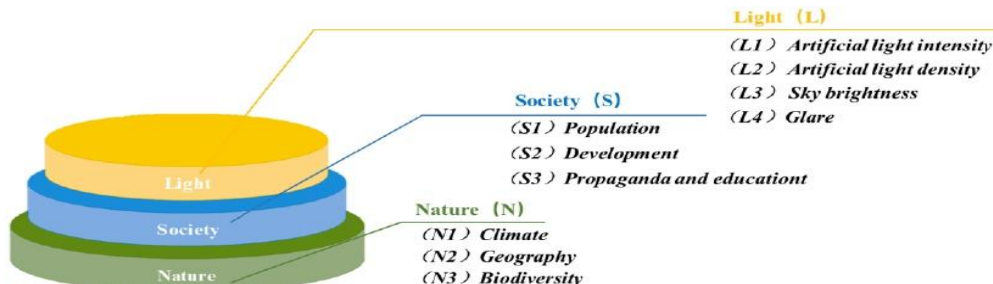 Light（L）
（L1）Artificial light intensity
（L2）Artificial light density
（L3）Sky brightness
（L4）Glare
Society（S）
（S1）Population
（S2）Development
（S3）Propaganda and educationt
Nature（N）
（N1）Climate
（N2）Geography
（N3）Biodiversity
Light
Society
Nature